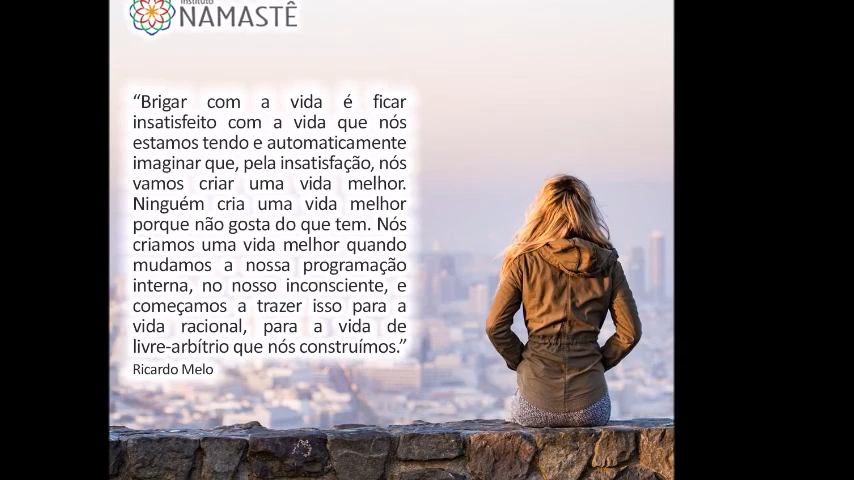 Instituto
NAMASTÊ
“Brigar com a vida é ficar
insatisfeito com a vida que nós
estamos tendo e automaticamente
imaginar que, pela insatisfação, nós
vamos criar uma vida melhor.
Ninguém cria uma vida melhor
porque não gosta do que tem. Nós
criamos uma vida melhor quando
mudamos a nossa programação
interna, no nosso inconsciente, e
começamos a trazer isso para a
vida racional, para a vida de
livre-arbítrio que nós construímos.”
Ricardo Melo